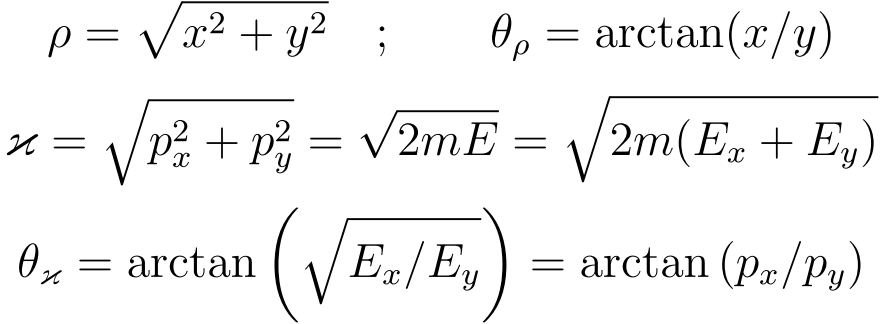 ρ = √(x² + y²) ; θ_ρ = arctan(x/y)
ϰ = √(p_x² + p_y²) = √(2mE) = √(2m(E_x + E_y))
θ_ϰ = arctan (√(E_x/E_y)) = arctan (p_x/p_y)